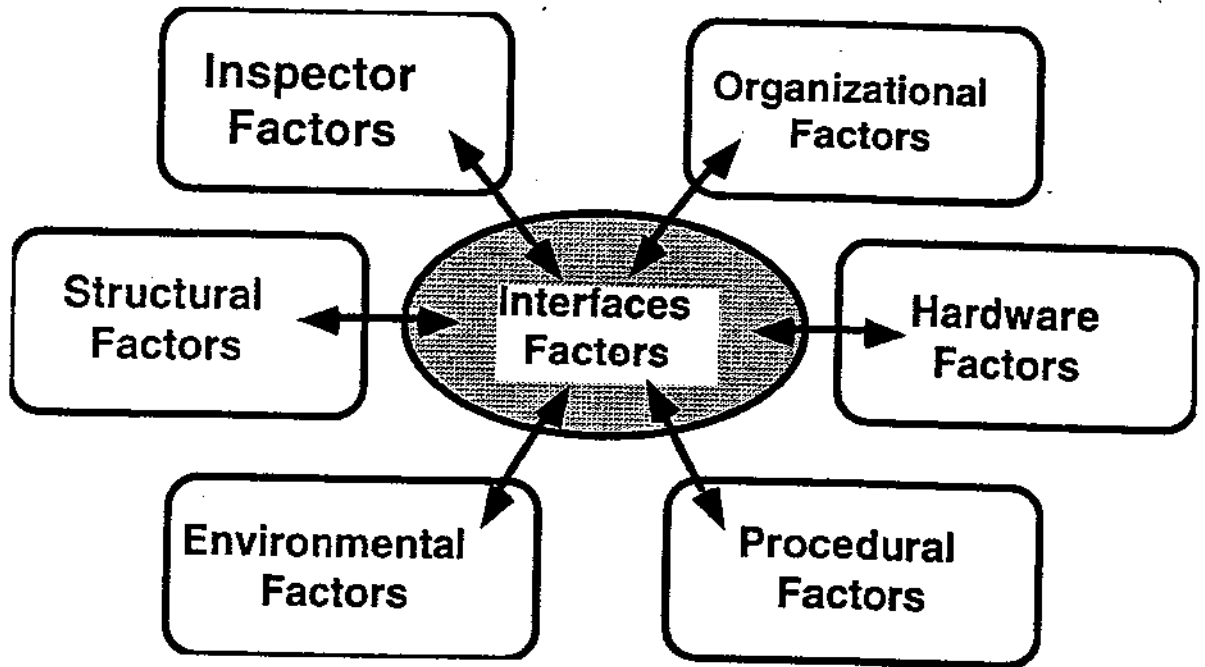 Inspector
Factors
Organizational
Factors
Structural
Factors
Interfaces
Factors
Hardware
Factors
Environmental
Factors
Procedural
Factors